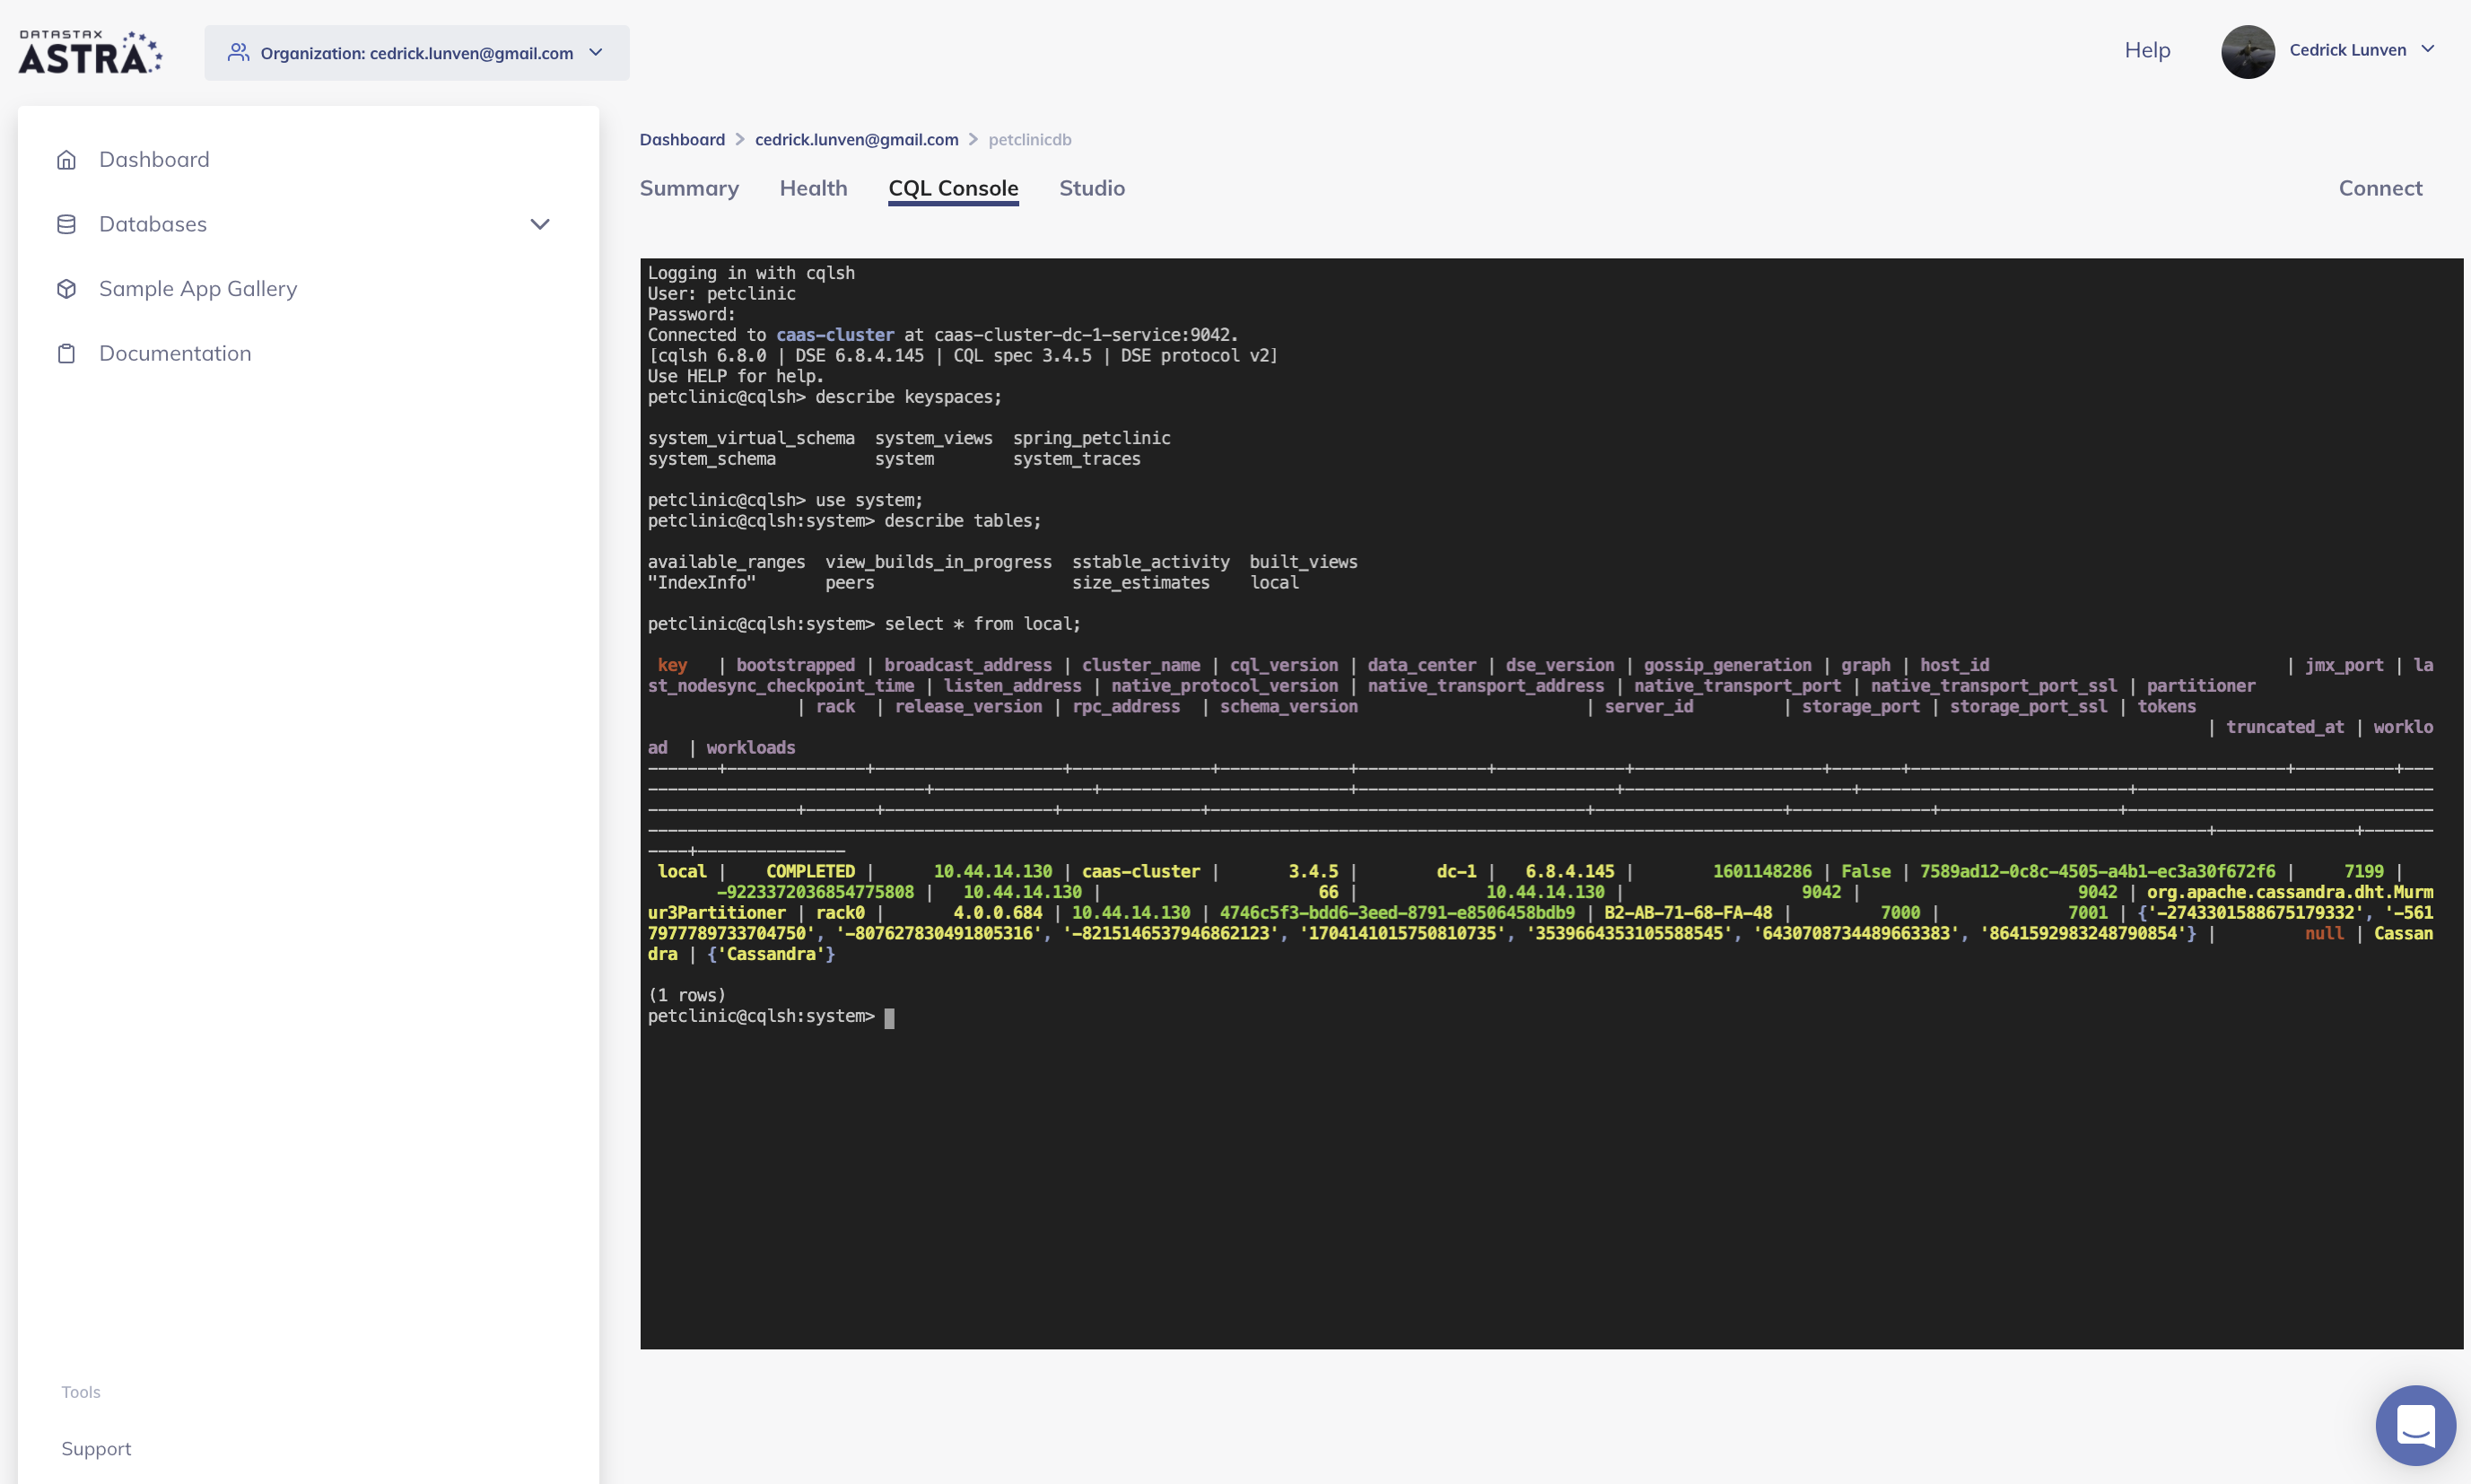 DATASTAX
ASTRA
Organization: cedrick.lunven@gmail.com
Help
Cedrick Lunven
Dashboard
Databases
Sample App Gallery
Documentation
Tools
Support
Dashboard > cedrick.lunven@gmail.com > petclinicdb
Summary Health CQL Console Studio Connect
Logging in with cqlsh
User: petclinic
Password:
Connected to caas-cluster at caas-cluster-dc-1-service:9042.
[cqlsh 6.8.0 | DSE 6.8.4.145 | CQL spec 3.4.5 | DSE protocol v2]
Use HELP for help.
petclinic@cqlsh> describe keyspaces;
system_virtual_schema  system_views  spring_petclinic
system_schema          system        system_traces
petclinic@cqlsh> use system;
petclinic@cqlsh:system> describe tables;
available_ranges  view_builds_in_progress  sstable_activity  built_views
"IndexInfo"       peers                    size_estimates    local
petclinic@cqlsh:system> select * from local;
key | bootstrapped | broadcast_address | cluster_name | cql_version | data_center | dse_version | gossip_generation | graph | host_id | jmx_port | la
st_nodesync_checkpoint_time | listen_address | native_protocol_version | native_transport_address | native_transport_port | native_transport_port_ssl | partitioner
| rack | release_version | rpc_address | schema_version | server_id | storage_port | storage_port_ssl | tokens
| truncated_at | worklo
ad | workloads
local | COMPLETED | 10.44.14.130 | caas-cluster | 3.4.5 | dc-1 | 6.8.4.145 | 1601148286 | False | 7589ad12-0c8c-4505-a4b1-ec3a30f672f6 | 7199 |
-9223372036854775808 | 10.44.14.130 | 66 | 10.44.14.130 | 9042 | 9042 | org.apache.cassandra.dht.Murm
ur3Partitioner | rack0 | 4.0.0.684 | 10.44.14.130 | 4746c5f3-bdd6-3eed-8791-e8506458bdb9 | B2-AB-71-68-FA-48 | 7000 | 7001 | {'-2743301588675179332', '-561
7977789733704750', '-807627830491805316', '-8215146537946862123', '1704141015750810735', '3539664353105588545', '6430708734489663383', '8641592983248790854'} | null | Cassan
dra | {'Cassandra'}
(1 rows)
petclinic@cqlsh:system>